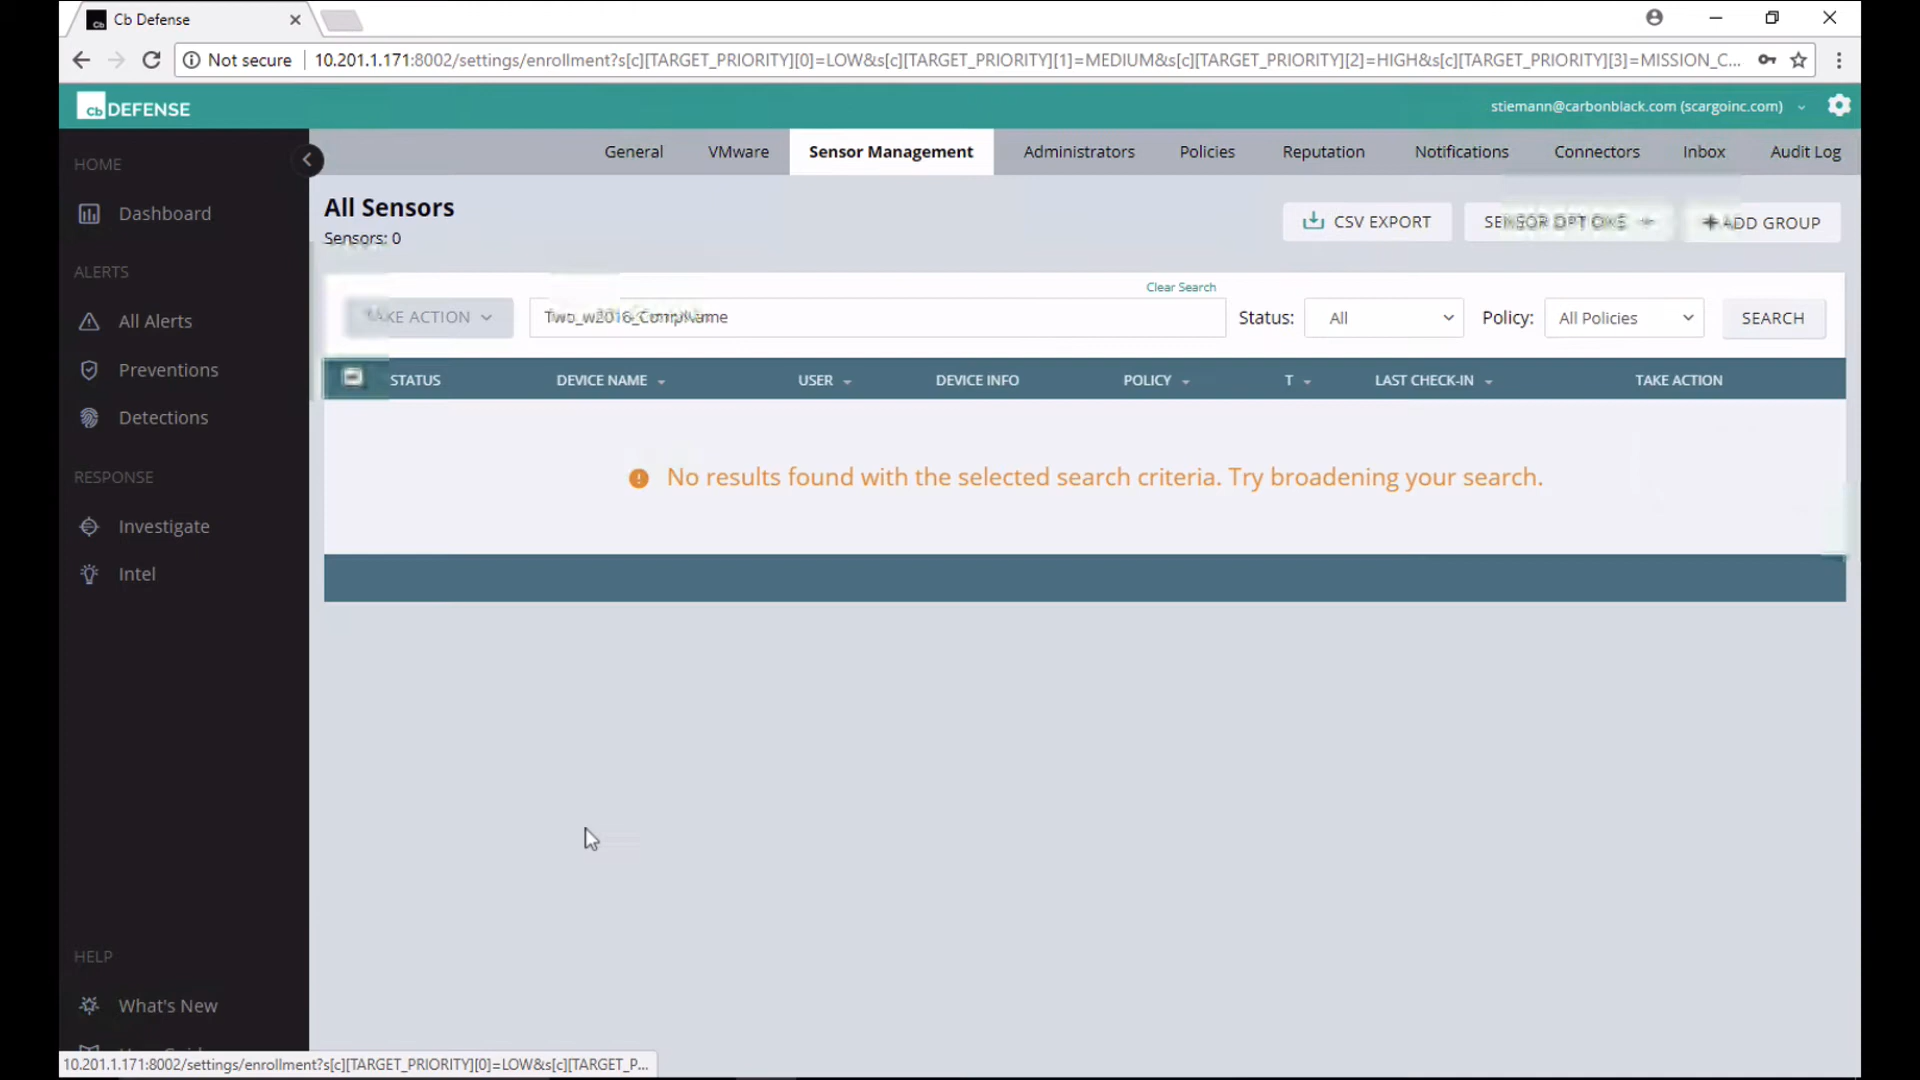 Cb Defense
Not secure 10.201.1.171:8002/settings/enrollment?s[c][TARGET_PRIORITY][0]=LOW&s[c][TARGET_PRIORITY][1]=MEDIUM&s[c][TARGET_PRIORITY][2]=HIGH&s[c][TARGET_PRIORITY][3]=MISSION_C...
Cb DEFENSE
stiemann@carbonblack.com (scargoinc.com)
General VMware Sensor Management Administrators Policies Reputation Notifications Connectors Inbox Audit Log
HOME
Dashboard
ALERTS
All Alerts
Preventions
Detections
RESPONSE
Investigate
Intel
HELP
What's New
All Sensors
Sensors: 0
CSV EXPORT SENSOR OPTIONS ADD GROUP
Clear Search
TAKE ACTION Two_w2016_CompName Status: All Policy: All Policies SEARCH
STATUS DEVICE NAME USER DEVICE INFO POLICY T LAST CHECK-IN TAKE ACTION
No results found with the selected search criteria. Try broadening your search.
10.201.1.171:8002/settings/enrollment?s[c][TARGET_PRIORITY][0]=LOW&s[c][TARGET_P...